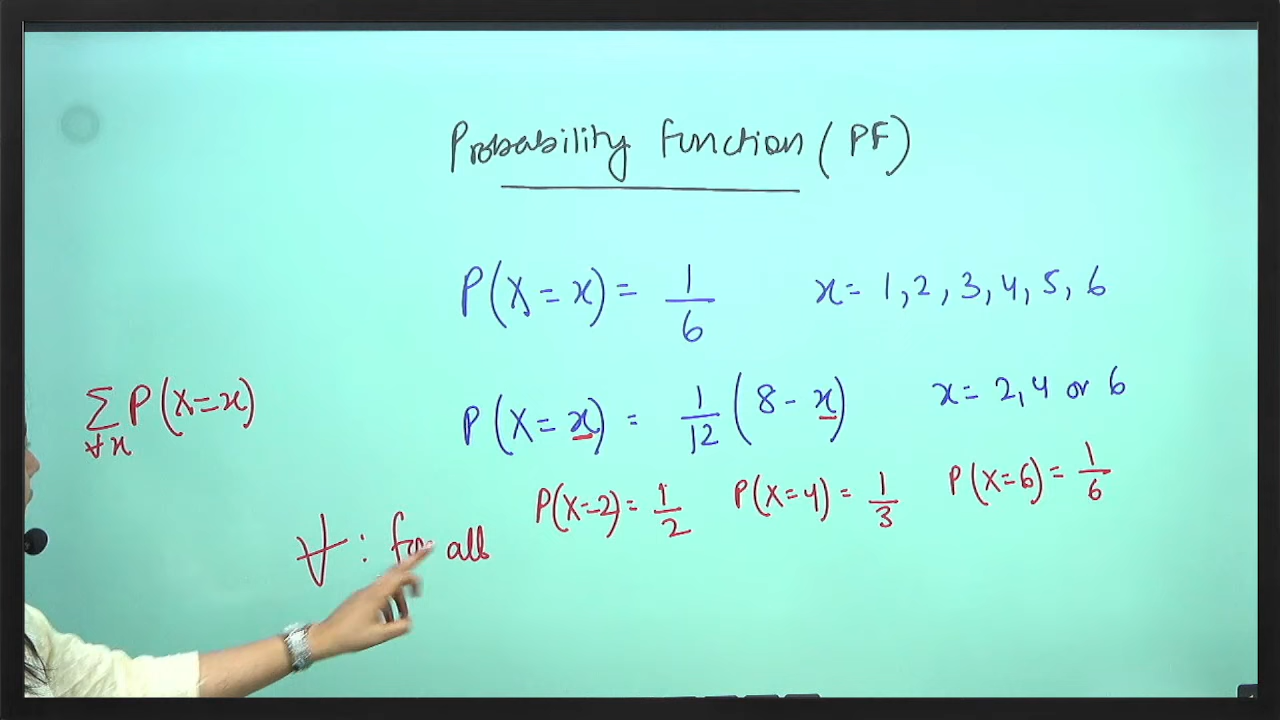 Probability Function (PF)
P(X = x) = 1/6    x = 1, 2, 3, 4, 5, 6
P(X = x) = 1/12 (8 - x)    x = 2, 4 or 6
∑ P(X = x)
∀x
P(X=2) = 1/2    P(X=4) = 1/3    P(X=6) = 1/6
∀ : for all